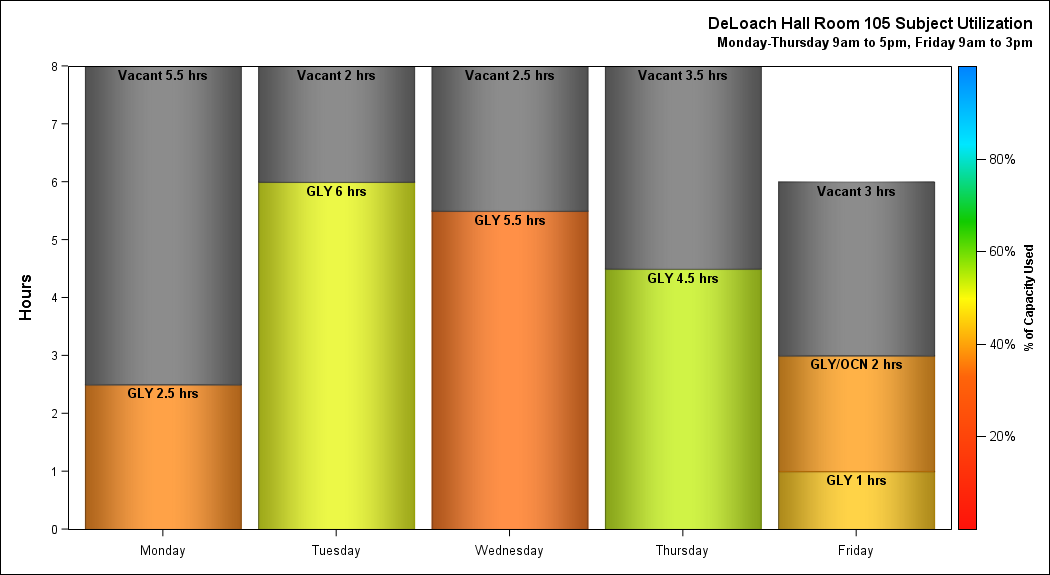 DeLoach Hall Room 105 Subject Utilization
Monday-Thursday 9am to 5pm, Friday 9am to 3pm
8
7
6
5
4
3
2
1
0
Hours
Vacant 5.5 hrs
GLY 2.5 hrs
Vacant 2 hrs
GLY 6 hrs
Vacant 2.5 hrs
GLY 5.5 hrs
Vacant 3.5 hrs
GLY 4.5 hrs
Vacant 3 hrs
GLY/OCN 2 hrs
GLY 1 hrs
Monday
Tuesday
Wednesday
Thursday
Friday
80%
60%
40%
20%
% of Capacity Used